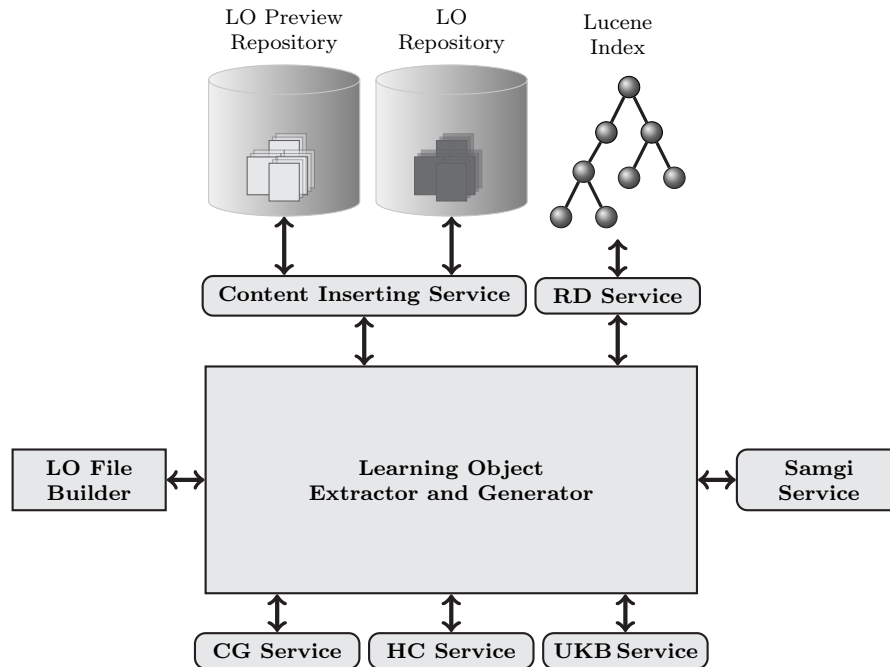 LO Preview
Repository
LO
Repository
Lucene
Index
Content Inserting Service
RD Service
LO File
Builder
Learning Object
Extractor and Generator
Samgi
Service
CG Service
HC Service
UKB Service